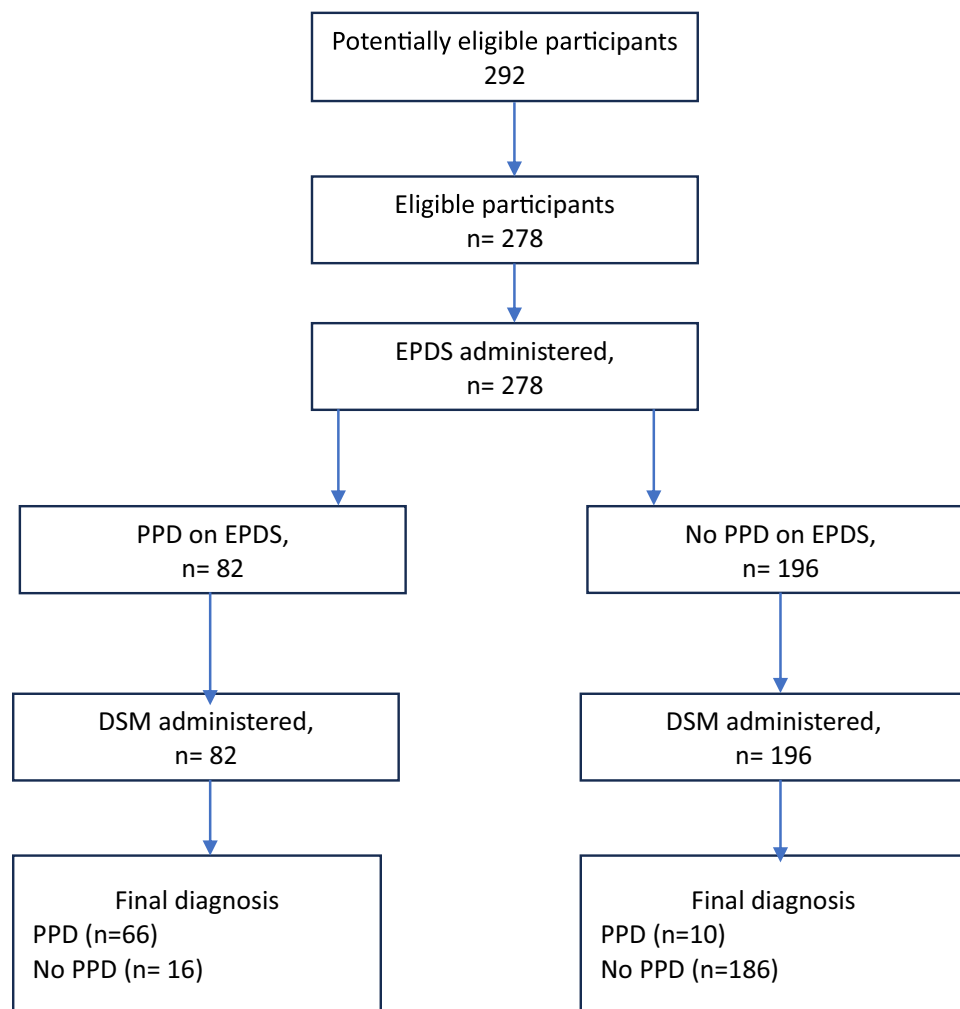 Potentially eligible participants
292
Eligible participants
n= 278
EPDS administered,
n= 278
PPD on EPDS,
n= 82
No PPD on EPDS,
n= 196
DSM administered,
n= 82
DSM administered,
n= 196
Final diagnosis
PPD (n=66)
No PPD (n= 16)
Final diagnosis
PPD (n=10)
No PPD (n=186)